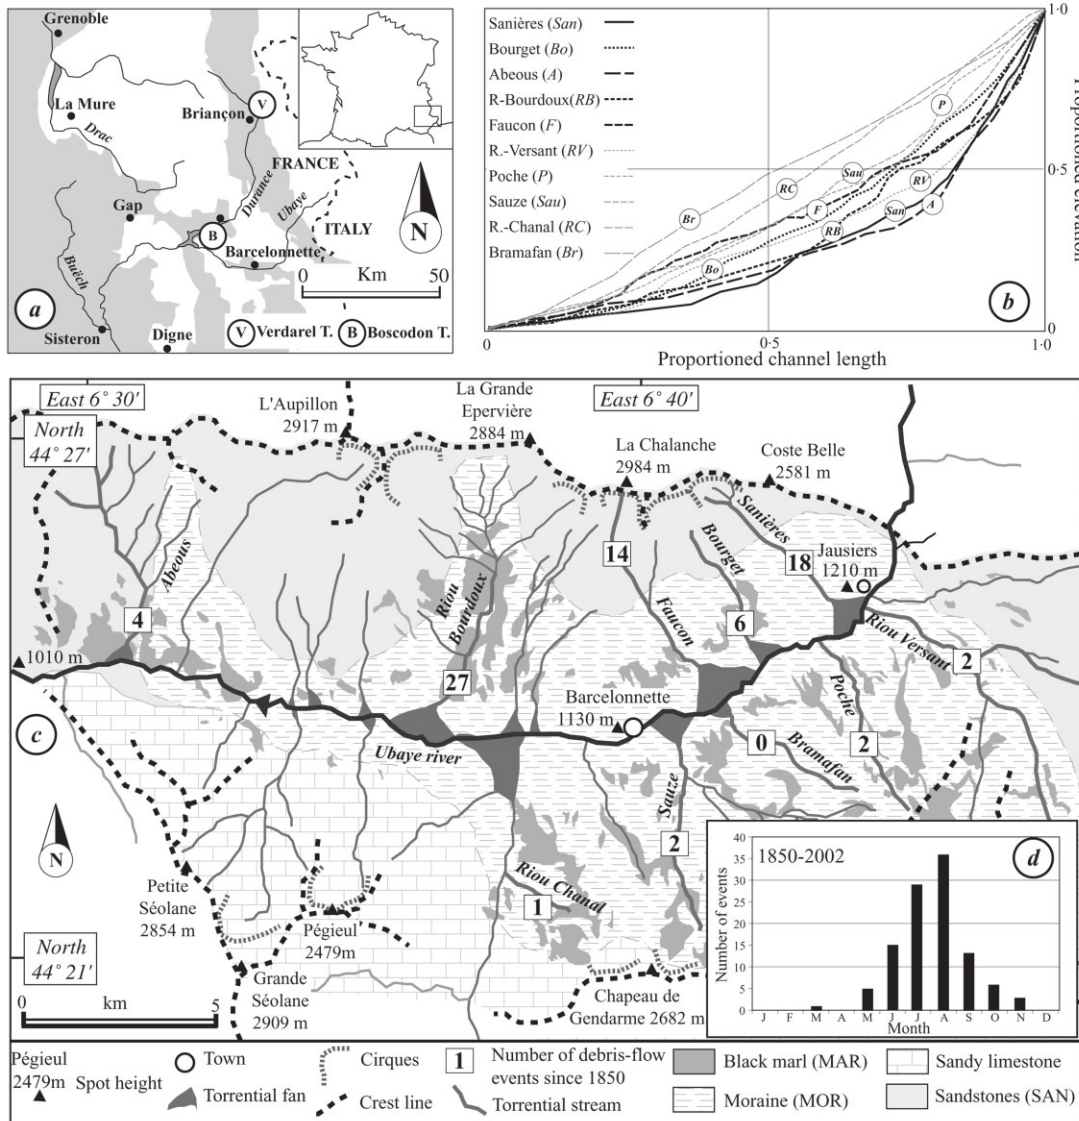 Grenoble
La Mure
Drac
Briançon
V
FRANCE
Durance
Ubaye
Gap
B
ITALY
Barcelonnette
N
0 Km 50
Buëch
a
Sisteron
Digne
V Verdarel T.
B Boscodon T.
Sanières (San)
Bourget (Bo)
Abeous (A)
R-Bourdoux(RB)
Faucon (F)
R.-Versant (RV)
Poche (P)
Sauze (Sau)
R.-Chanal (RC)
Bramafan (Br)
1·0
P
0·5
Sau
RC
RV
Br
F
San
A
RB
Bo
b
0
0 0·5 1·0
Proportioned channel length
East 6° 30'
East 6° 40'
North
44° 27'
L'Aupillon
2917 m
La Grande
Epervière
2884 m
La Chalanche
2984 m
Coste Belle
2581 m
Sanières
Bourget
14
18
Jausiers
1210 m
Abeous
4
Riou
Bourdoux
Faucon
6
Riou Versant
2
1010 m
27
Barcelonnette
1130 m
Poche
c
Ubaye river
0
2
Bramafan
Sauze
2
N
Petite
Séolane
2854 m
Riou Chanal
1
Pégieul
2479m
North
44° 21'
Grande
Séolane
2909 m
Chapeau de
Gendarme 2682 m
0 km 5
1850-2002
d
Number of events
40
35
30
25
20
15
10
5
0
J F M A M J J A S O N D
Month
Pégieul
2479m
Spot height
Town
Torrential fan
Cirques
Crest line
1
Number of debris-flow
events since 1850
Torrential stream
Black marl (MAR)
Moraine (MOR)
Sandy limestone
Sandstones (SAN)